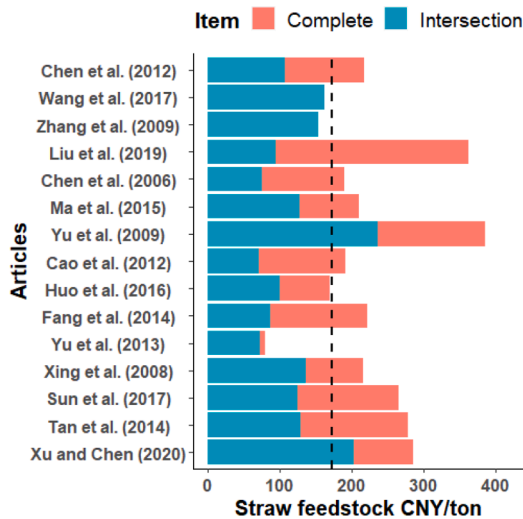 Item Complete Intersection
Chen et al. (2012)
Wang et al. (2017)
Zhang et al. (2009)
Liu et al. (2019)
Chen et al. (2006)
Ma et al. (2015)
Yu et al. (2009)
Cao et al. (2012)
Huo et al. (2016)
Fang et al. (2014)
Yu et al. (2013)
Xing et al. (2008)
Sun et al. (2017)
Tan et al. (2014)
Xu and Chen (2020)
Articles
0 100 200 300 400
Straw feedstock CNY/ton